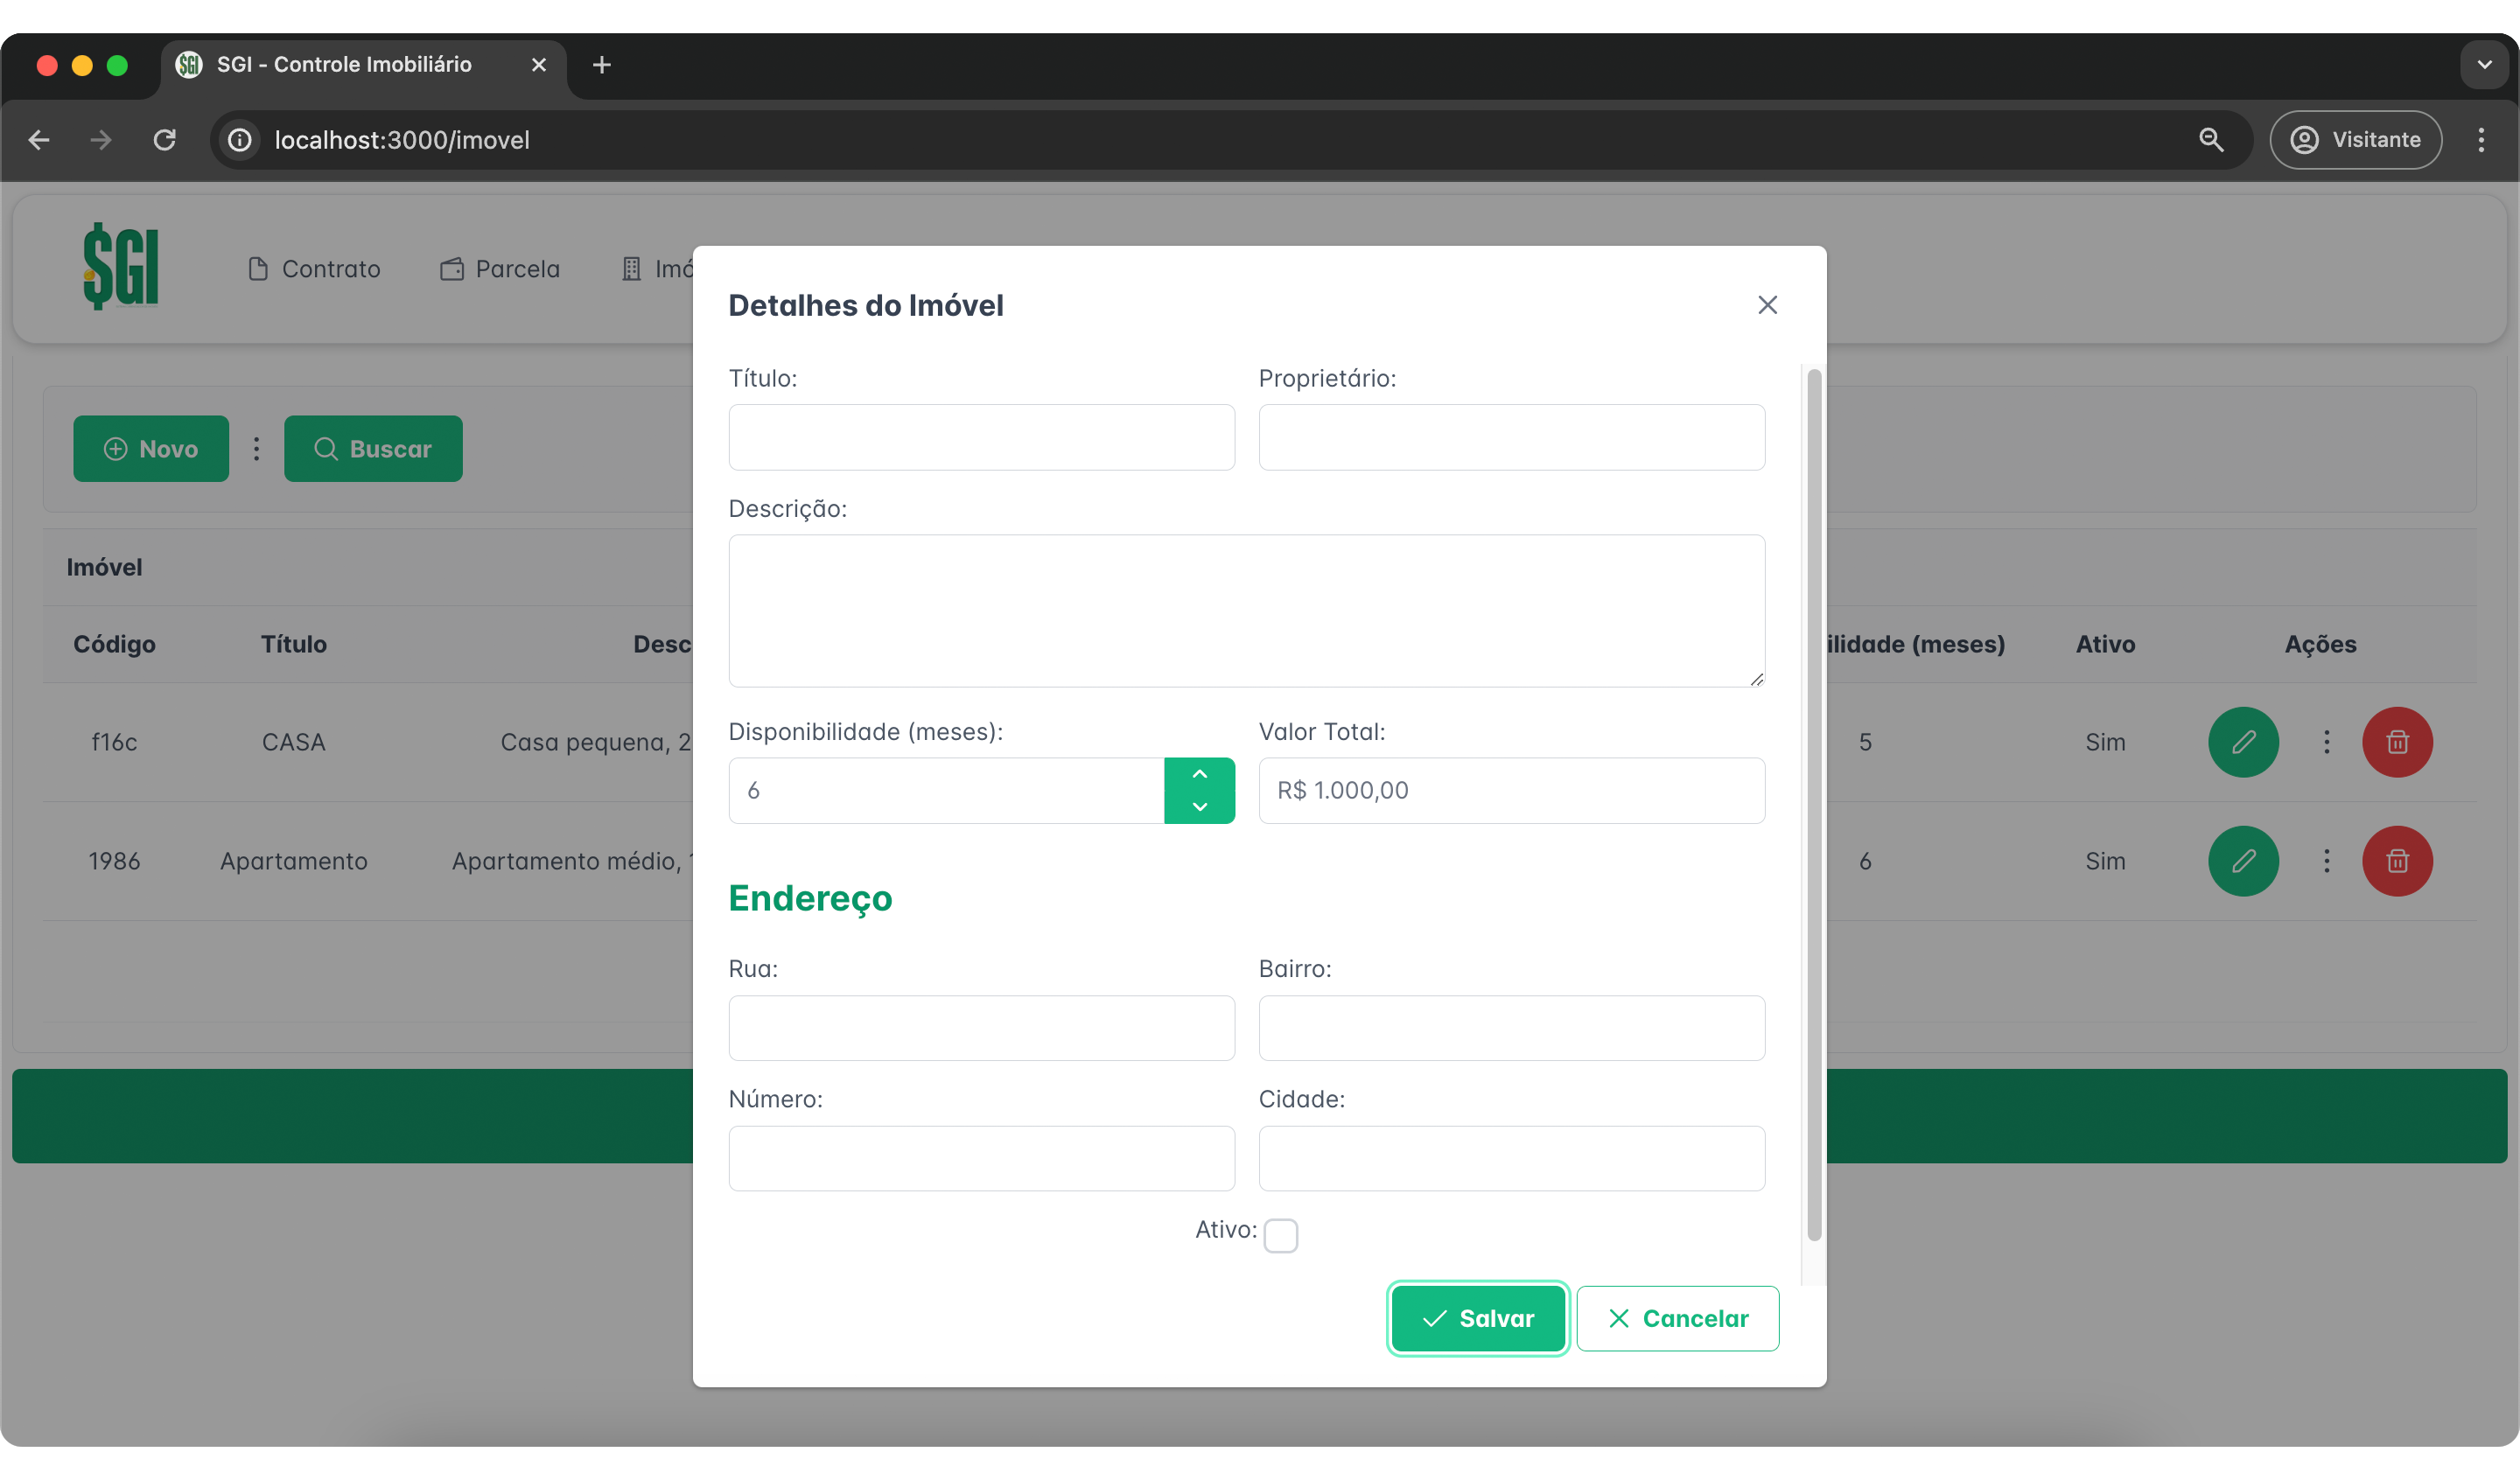 SGI - Controle Imobiliário
localhost:3000/imovel
Visitante
$GI
Contrato
Parcela
Imó
Detalhes do Imóvel
Título:
Proprietário:
Novo
Buscar
Descrição:
Imóvel
Código
Título
Desc
ilidade (meses)
Ativo
Ações
f16c
CASA
Casa pequena, 2
5
Sim
Disponibilidade (meses):
Valor Total:
6
R$ 1.000,00
1986
Apartamento
Apartamento médio, 1
6
Sim
Endereço
Rua:
Bairro:
Número:
Cidade:
Ativo:
Salvar
Cancelar